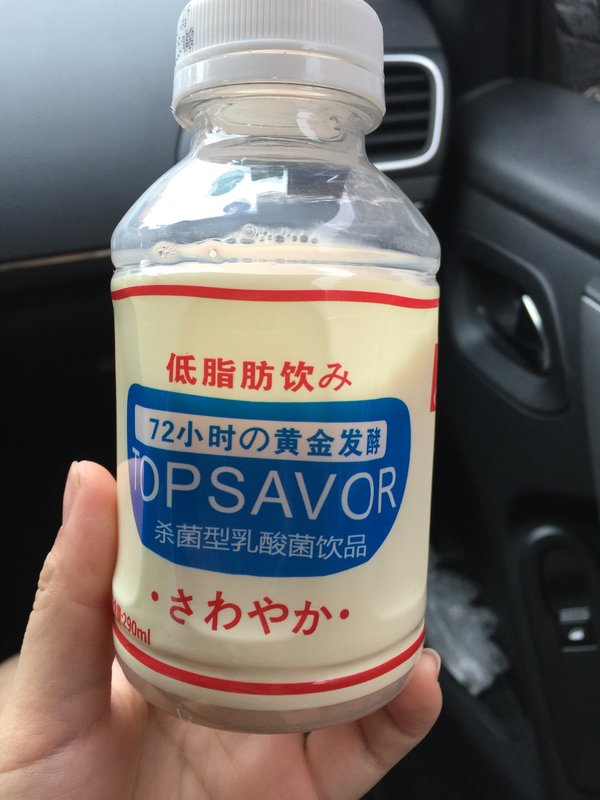 低脂肪饮み
72小时の黄金发酵
TOPSAVOR
杀菌型乳酸菌饮品
·さわやか·
290ml